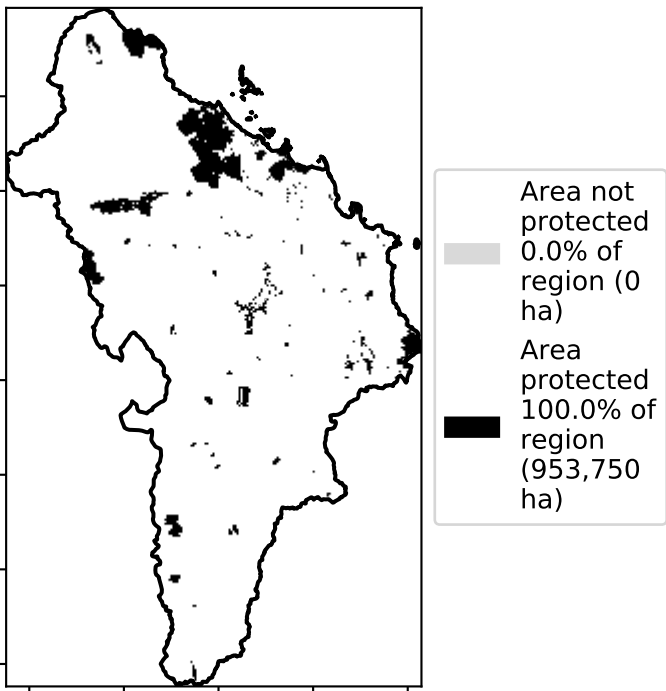 Area not
protected
0.0% of
region (0
ha)
Area
protected
100.0% of
region
(953,750
ha)